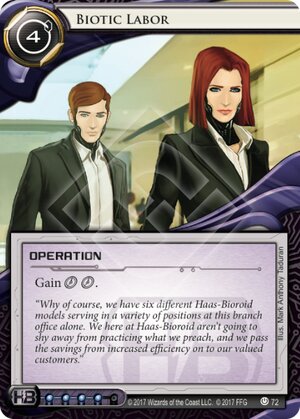 BIOTIC LABOR
4
OPERATION
Gain
“Why of course, we have six different Haas-Bioroid
models serving in a variety of positions at this branch
office alone. We here at Haas-Bioroid aren't going to
shy away from practicing what we preach, and we pass
the savings from increased efficiency on to our valued
customers.”
Illus. Mark Anthony Taduran
HB
© 2017 Wizards of the Coast LLC. © 2017 FFG
72